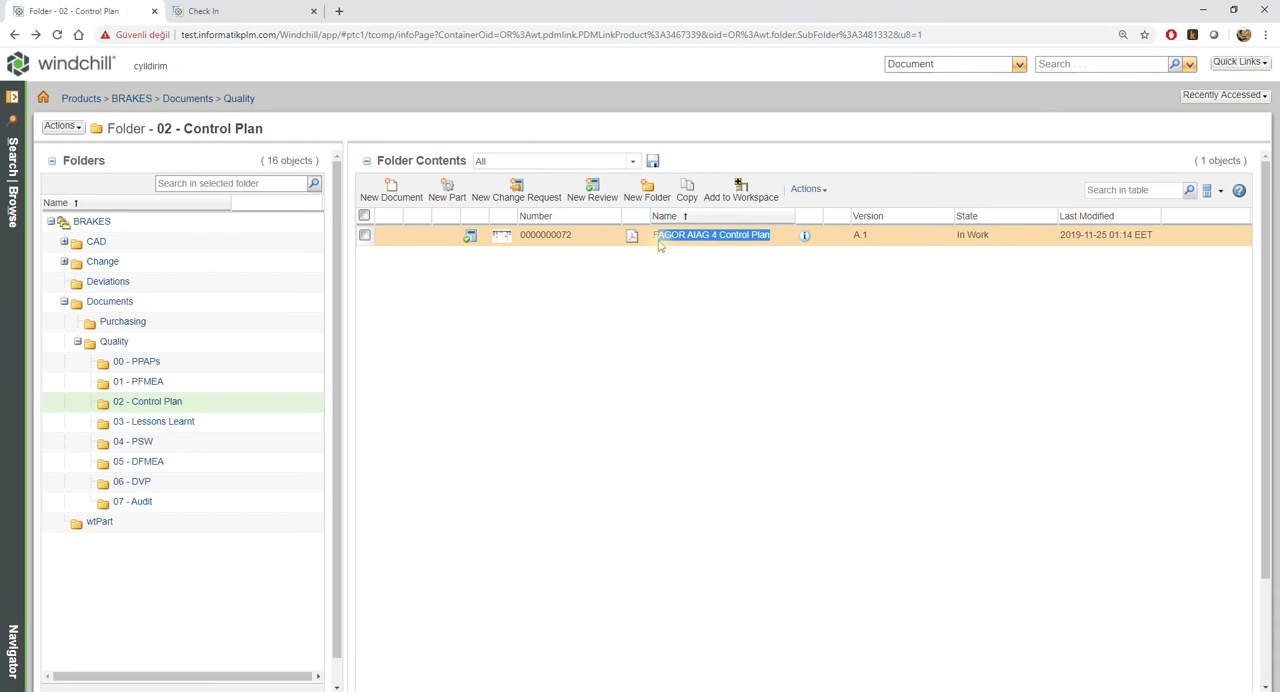 Folder - 02 - Control Plan
Check In
Güvenli değil
test.informatikplm.com/Windchill/app/#ptc1/tcomp/infoPage?ContainerOid=OR%3Awt.pdmlink.PDMLinkProduct%3A3467339&oid=OR%3Awt.folder.SubFolder%3A3481332&u8=1
windchill
cyildirim
Document
Search . . .
Quick Links
Products > BRAKES > Documents > Quality
Recently Accessed
Actions
Folder - 02 - Control Plan
Search | Browse
Navigator
Folders
( 16 objects )
Search in selected folder
Name
BRAKES
CAD
Change
Deviations
Documents
Purchasing
Quality
00 - PPAPs
01 - PFMEA
02 - Control Plan
03 - Lessons Learnt
04 - PSW
05 - DFMEA
06 - DVP
07 - Audit
wtPart
Folder Contents
All
( 1 objects )
New Document
New Part
New Change Request
New Review
New Folder
Copy
Add to Workspace
Actions
Search in table
Number
Name
Version
State
Last Modified
0000000072
FAGOR AIAG 4 Control Plan
A.1
In Work
2019-11-25 01:14 EET